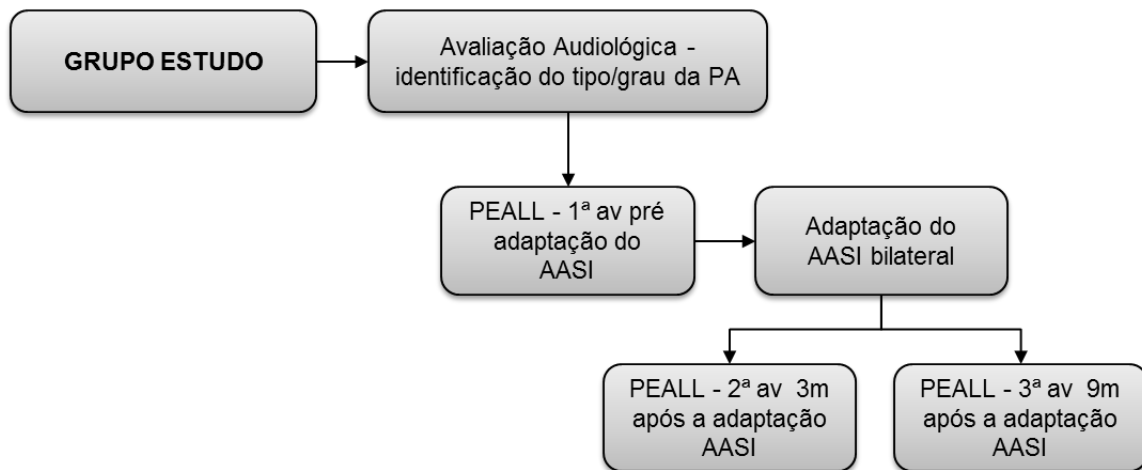 GRUPO ESTUDO
Avaliação Audiológica -
identificação do tipo/grau da PA
PEALL - 1ª av pré
adaptação do
AASI
Adaptação do
AASI bilateral
PEALL - 2ª av 3m
após a adaptação
AASI
PEALL - 3ª av 9m
após a adaptação
AASI